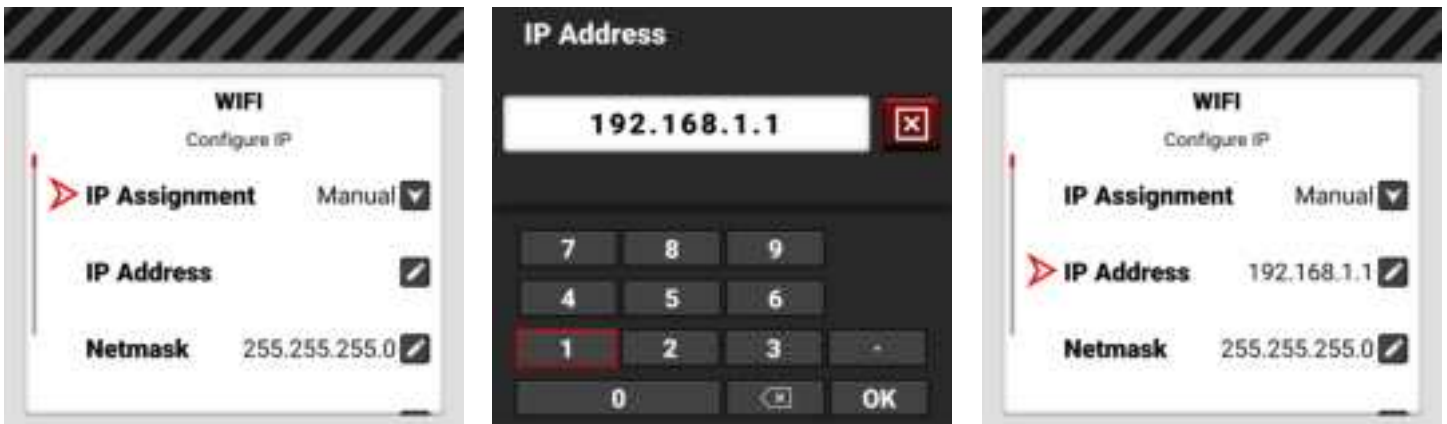 WIFI
Configure IP
IP Assignment Manual
IP Address
Netmask 255.255.255.0
IP Address
192.168.1.1
7 8 9
4 5 6
1 2 3 .
0 OK
WIFI
Configure IP
IP Assignment Manual
IP Address 192.168.1.1
Netmask 255.255.255.0